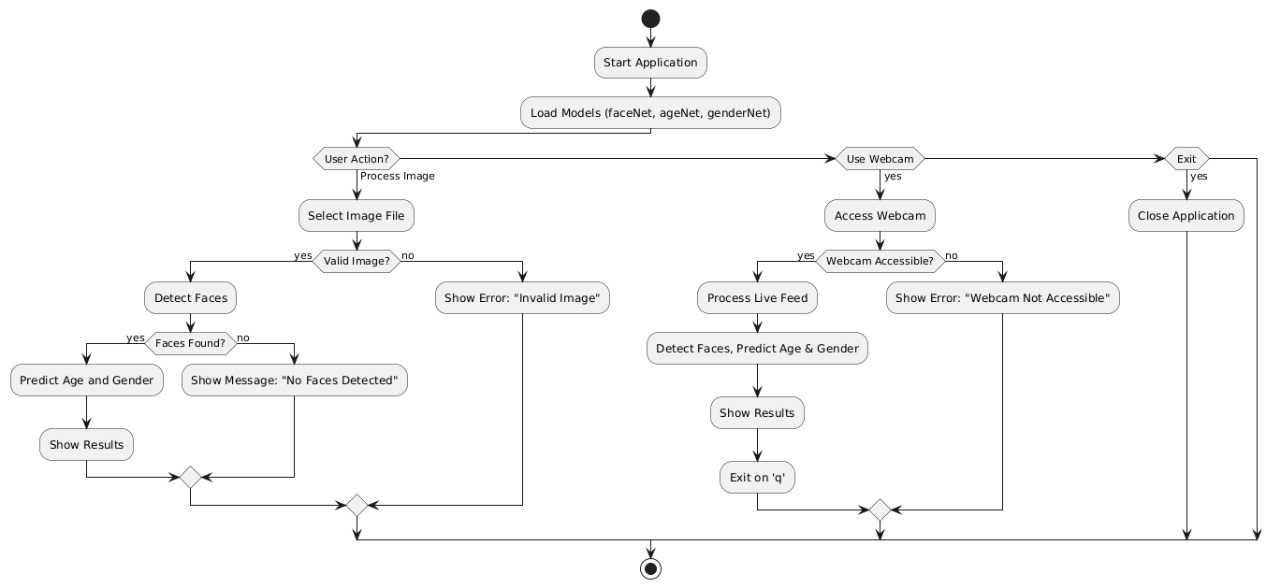 Start Application
Load Models (faceNet, ageNet, genderNet)
User Action?
Use Webcam
Exit
Process Image
yes
yes
Select Image File
Access Webcam
Close Application
yes
Valid Image?
no
yes
Webcam Accessible?
no
Detect Faces
Show Error: "Invalid Image"
Process Live Feed
Show Error: "Webcam Not Accessible"
yes
Faces Found?
no
Detect Faces, Predict Age & Gender
Predict Age and Gender
Show Message: "No Faces Detected"
Show Results
Show Results
Exit on 'q'